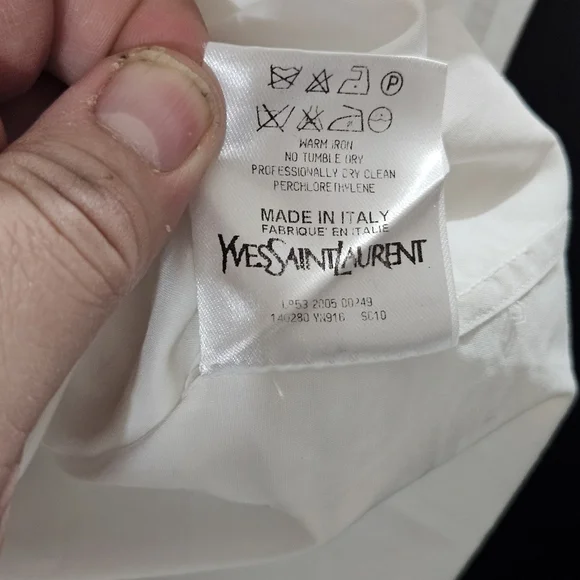 P
WARM IRON
NO TUMBLE DRY
PROFESSIONALLY DRY CLEAN
PERCHLORETHYLENE
MADE IN ITALY
FABRIQUE' EN ITALIE
YVESSAINTLAURENT
2005 00249
140280 YN916 SC10